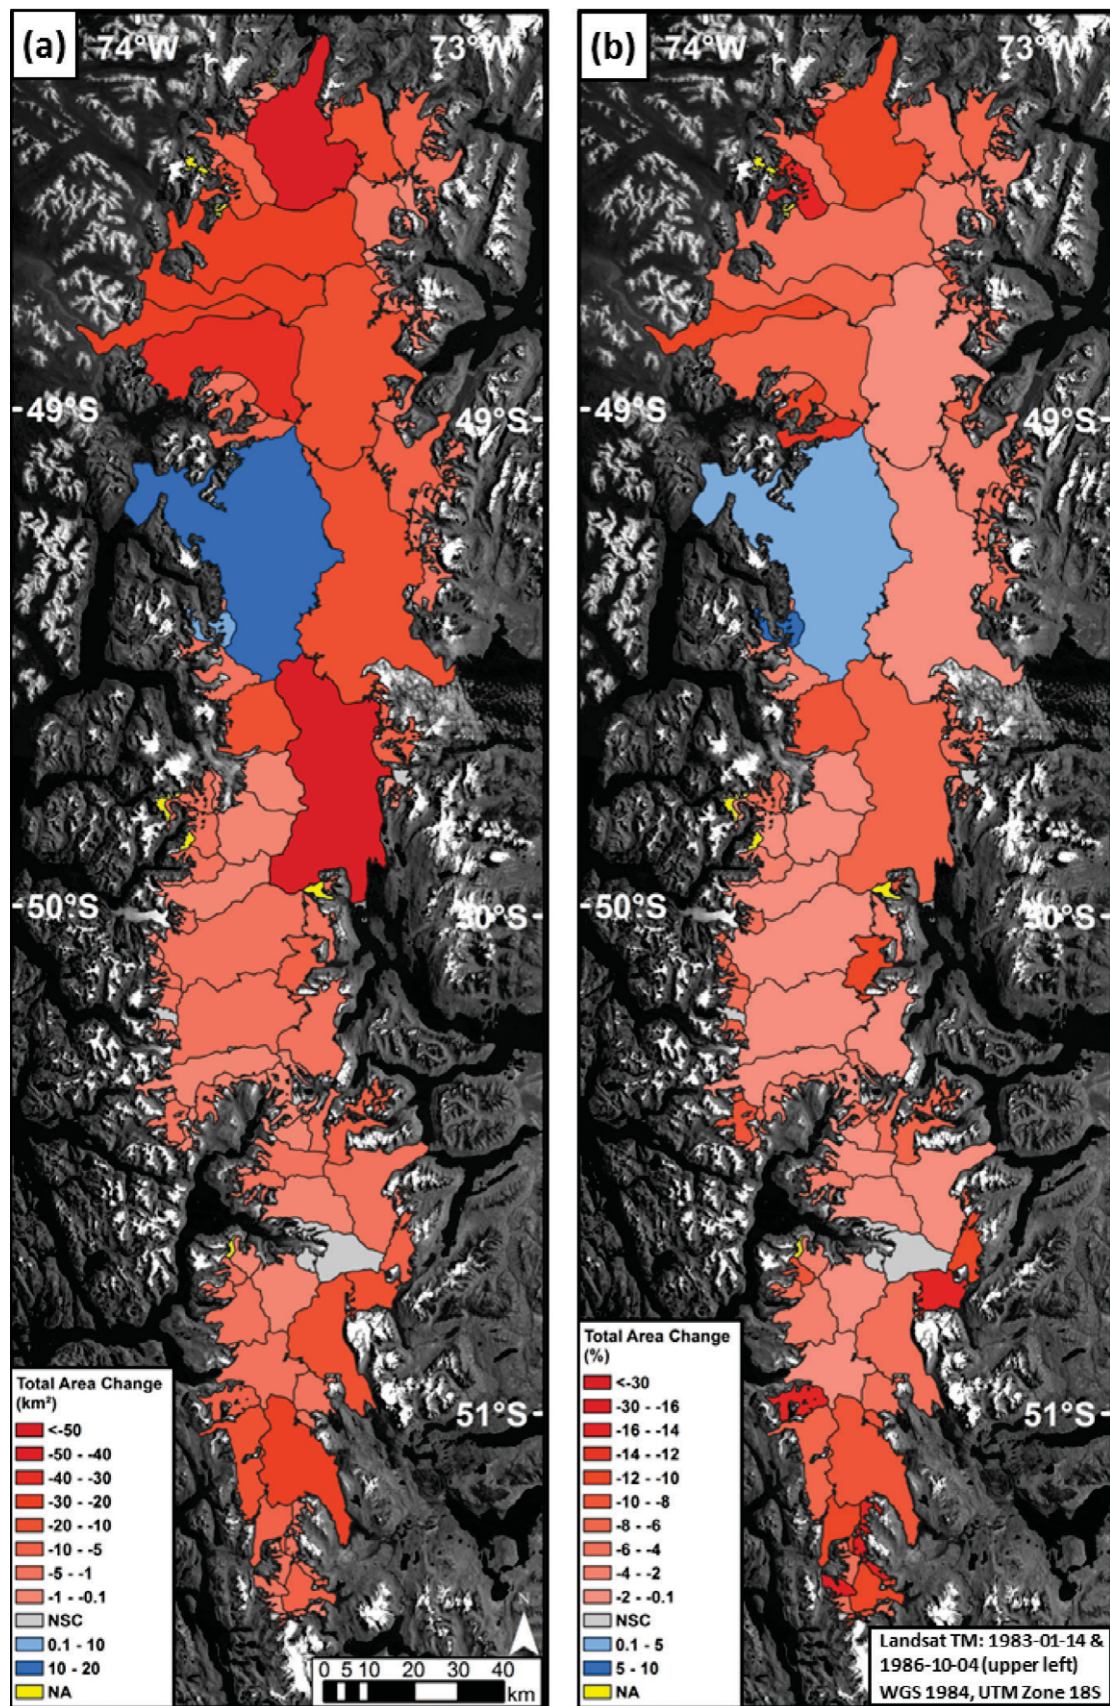 (a)
74°W
73°W
49°S
49°S
50°S
50°S
51°S
Total Area Change
(km²)
<-50
-50 - -40
-40 - -30
-30 - -20
-20 - -10
-10 - -5
-5 - -1
-1 - -0.1
NSC
0.1 - 10
10 - 20
NA
N
0 5 10 20 30 40
km
(b)
74°W
73°W
49°S
49°S
50°S
50°S
51°S
Total Area Change
(%)
<-30
-30 - -16
-16 - -14
-14 - -12
-12 - -10
-10 - -8
-8 - -6
-6 - -4
-4 - -2
-2 - -0.1
NSC
0.1 - 5
5 - 10
NA
Landsat TM: 1983-01-14 &
1986-10-04 (upper left)
WGS 1984, UTM Zone 18S